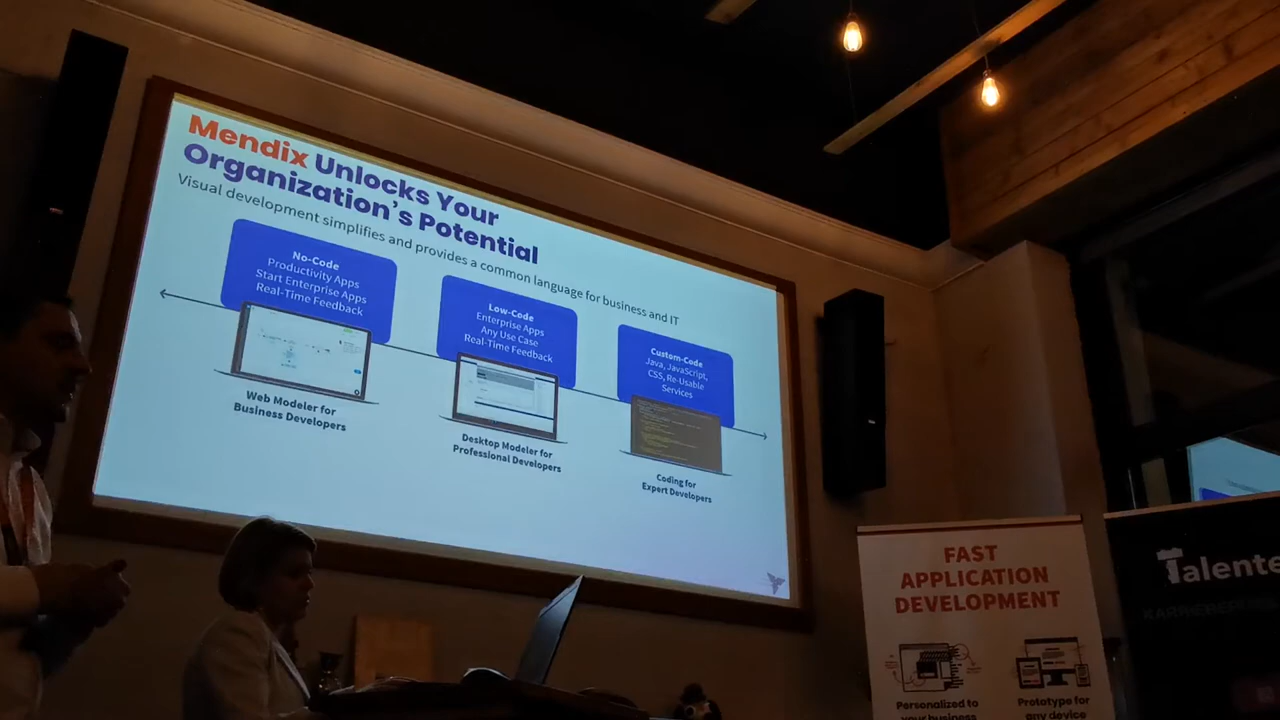 Mendix Unlocks Your
Organization's Potential
Visual development simplifies and provides a common language for business and IT
No-Code
Productivity Apps
Start Enterprise Apps
Real-Time Feedback
Web Modeler for
Business Developers
Low-Code
Enterprise Apps
Any Use Case
Real-Time Feedback
Desktop Modeler for
Professional Developers
Custom-Code
Java, JavaScript,
CSS, Re-Usable
Services
Coding for
Expert Developers
FAST
APPLICATION
DEVELOPMENT
Personalized to
your business
Prototype for
any device
Talente